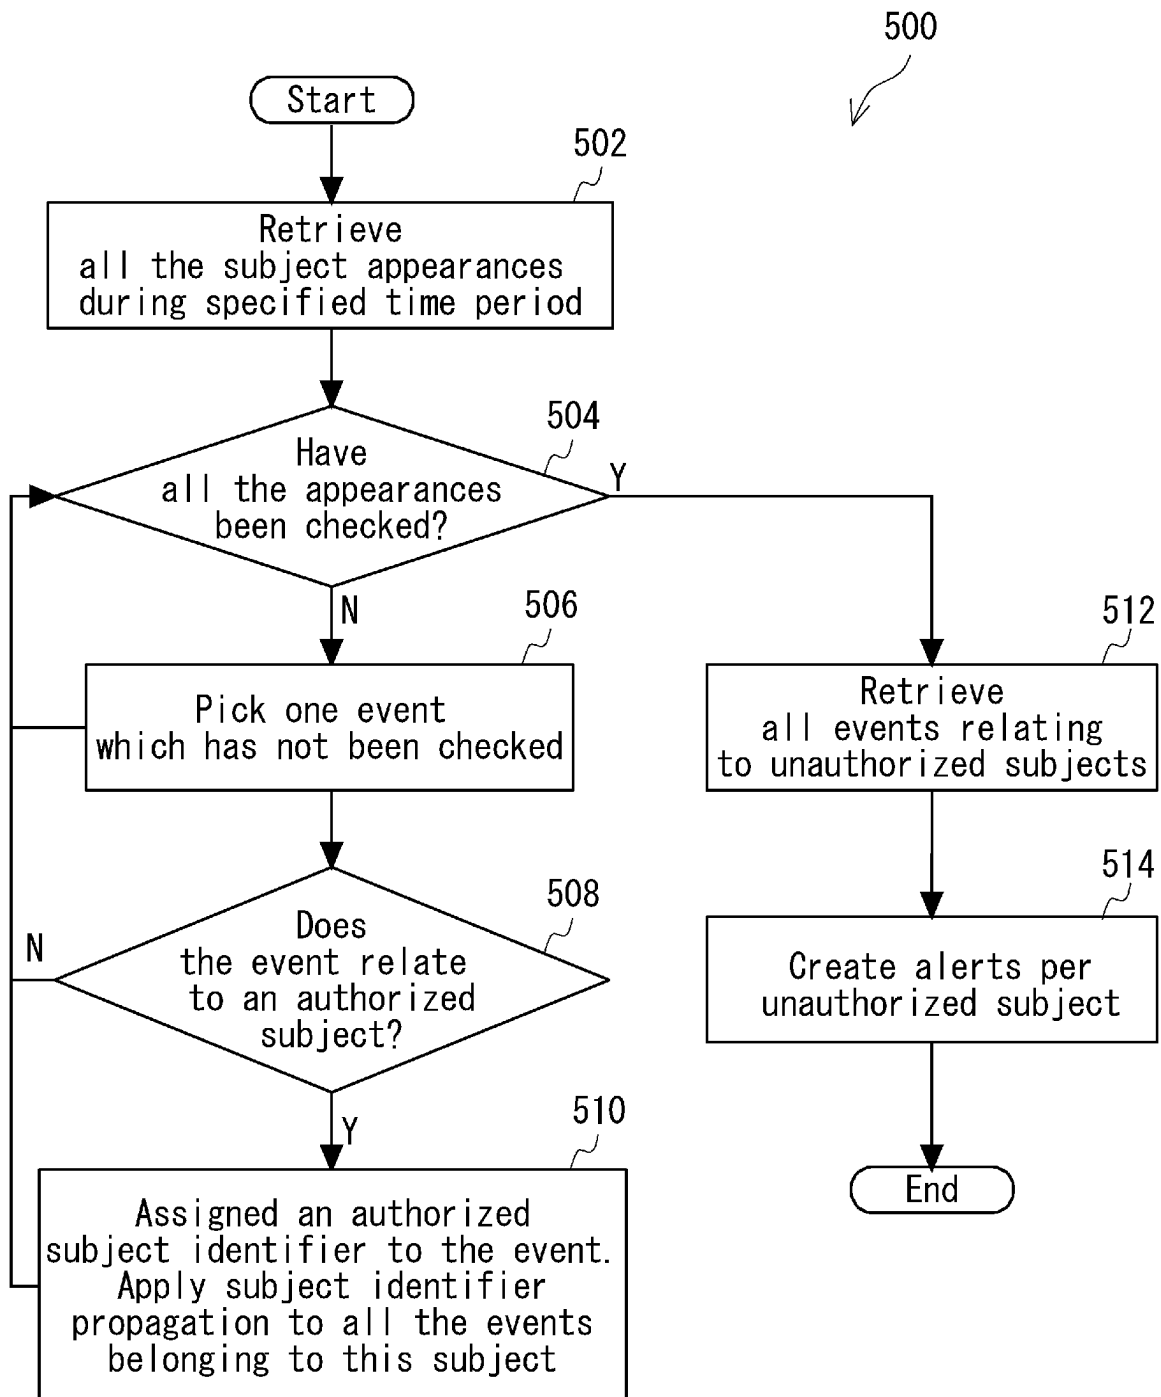 500
Start
502
Retrieve
all the subject appearances
during specified time period
504
Have
all the appearances
been checked?
Y
N
506
Pick one event
which has not been checked
508
Does
the event relate
to an authorized
subject?
N
Y
510
Assigned an authorized
subject identifier to the event.
Apply subject identifier
propagation to all the events
belonging to this subject
512
Retrieve
all events relating
to unauthorized subjects
514
Create alerts per
unauthorized subject
End